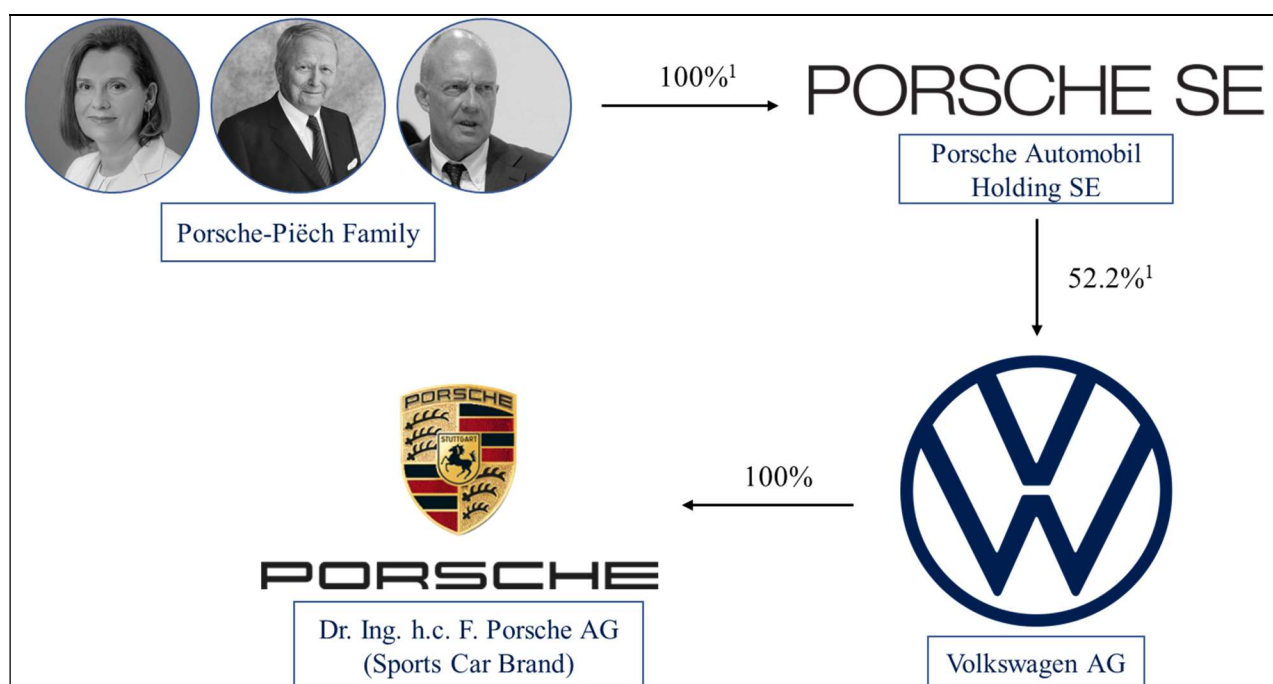 100%¹
PORSCHE SE
Porsche Automobil
Holding SE
Porsche-Piëch Family
52.2%¹
PORSCHE
STUTTGART
100%
PORSCHE
Dr. Ing. h.c. F. Porsche AG
(Sports Car Brand)
Volkswagen AG